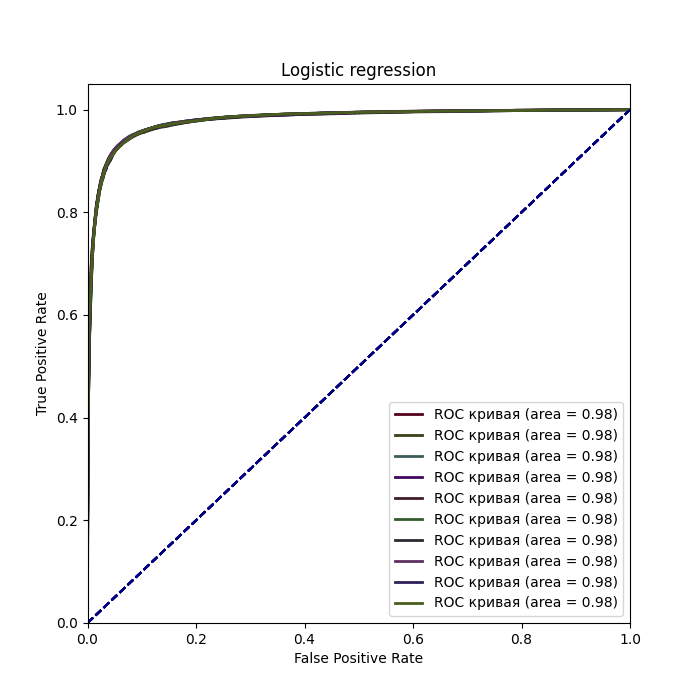 Logistic regression
True Positive Rate
1.0
0.8
0.6
0.4
0.2
0.0
ROC кривая (area = 0.98)
ROC кривая (area = 0.98)
ROC кривая (area = 0.98)
ROC кривая (area = 0.98)
ROC кривая (area = 0.98)
ROC кривая (area = 0.98)
ROC кривая (area = 0.98)
ROC кривая (area = 0.98)
ROC кривая (area = 0.98)
ROC кривая (area = 0.98)
0.0 0.2 0.4 0.6 0.8 1.0
False Positive Rate